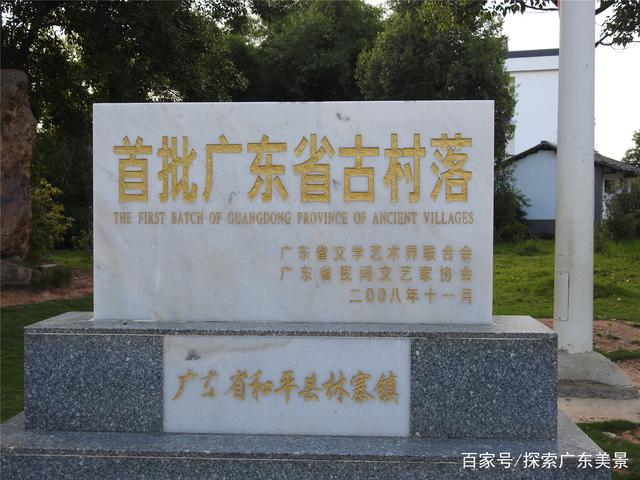 首批广东省古村落
THE FIRST BATCH OF GUANGDONG PROVINCE OF ANCIENT VILLAGES
广东省文学艺术界联合会
广东省民间文艺家协会
二00八年十一月
广东省和平县林寨镇
百家号/探索广东美景